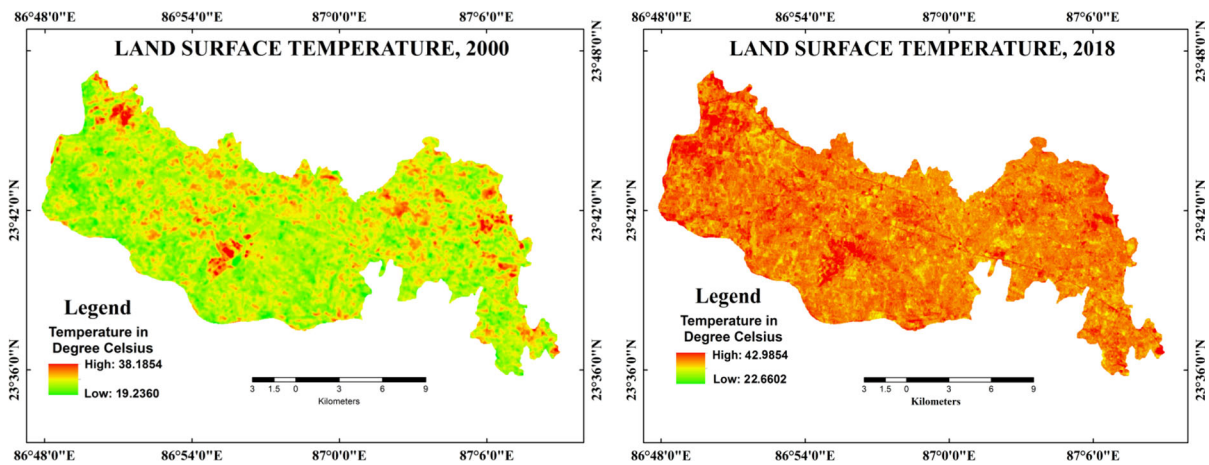 86°48'0"E 86°54'0"E 87°0'0"E 87°6'0"E
LAND SURFACE TEMPERATURE, 2000
23°48'0"N
23°42'0"N
23°36'0"N
Legend
Temperature in
Degree Celsius
High: 38.1854
Low: 19.2360
3 1.5 0 3 6 9
Kilometers
86°48'0"E 86°54'0"E 87°0'0"E 87°6'0"E
86°48'0"E 86°54'0"E 87°0'0"E 87°6'0"E
LAND SURFACE TEMPERATURE, 2018
23°48'0"N
23°42'0"N
23°36'0"N
23°48'0"N
23°42'0"N
23°36'0"N
Legend
Temperature in
Degree Celsius
High: 42.9854
Low: 22.6602
3 1.5 0 3 6 9
Kilometers
86°48'0"E 86°54'0"E 87°0'0"E 87°6'0"E